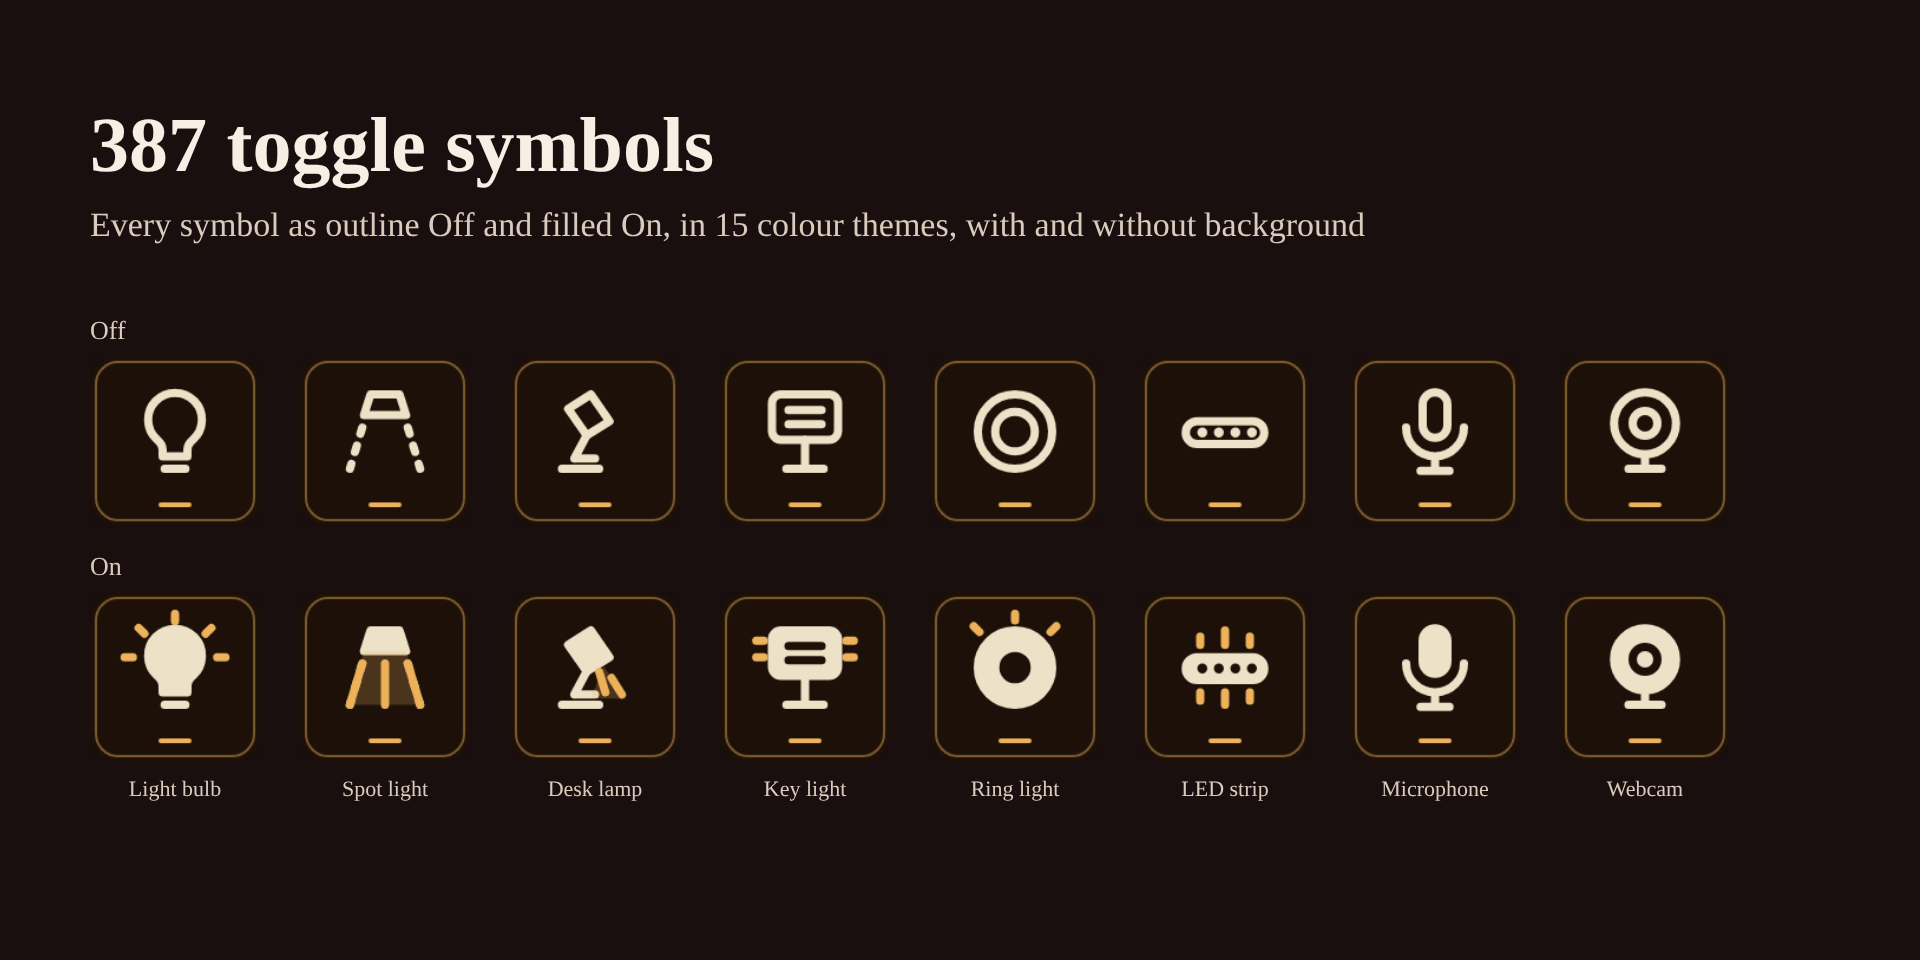 387 toggle symbols
Every symbol as outline Off and filled On, in 15 colour themes, with and without background
Off
On
Light bulb
Spot light
Desk lamp
Key light
Ring light
LED strip
Microphone
Webcam